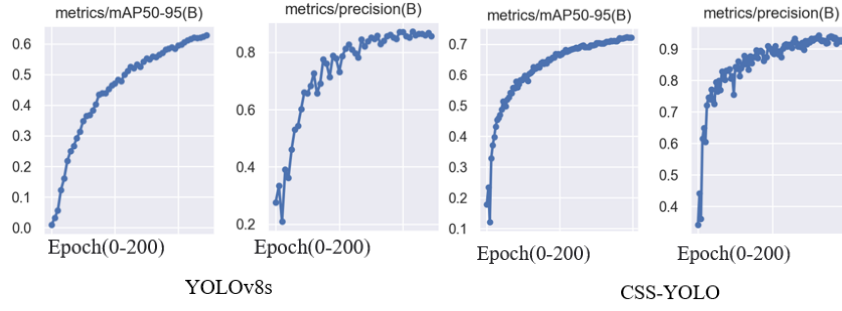 metrics/mAP50-95(B)
0.6
0.5
0.4
0.3
0.2
0.1
0.0
Epoch(0-200)
metrics/precision(B)
0.8
0.6
0.4
0.2
Epoch(0-200)
YOLOv8s
metrics/mAP50-95(B)
0.7
0.6
0.5
0.4
0.3
0.2
0.1
Epoch(0-200)
metrics/precision(B)
0.9
0.8
0.7
0.6
0.5
0.4
Epoch(0-200)
CSS-YOLO